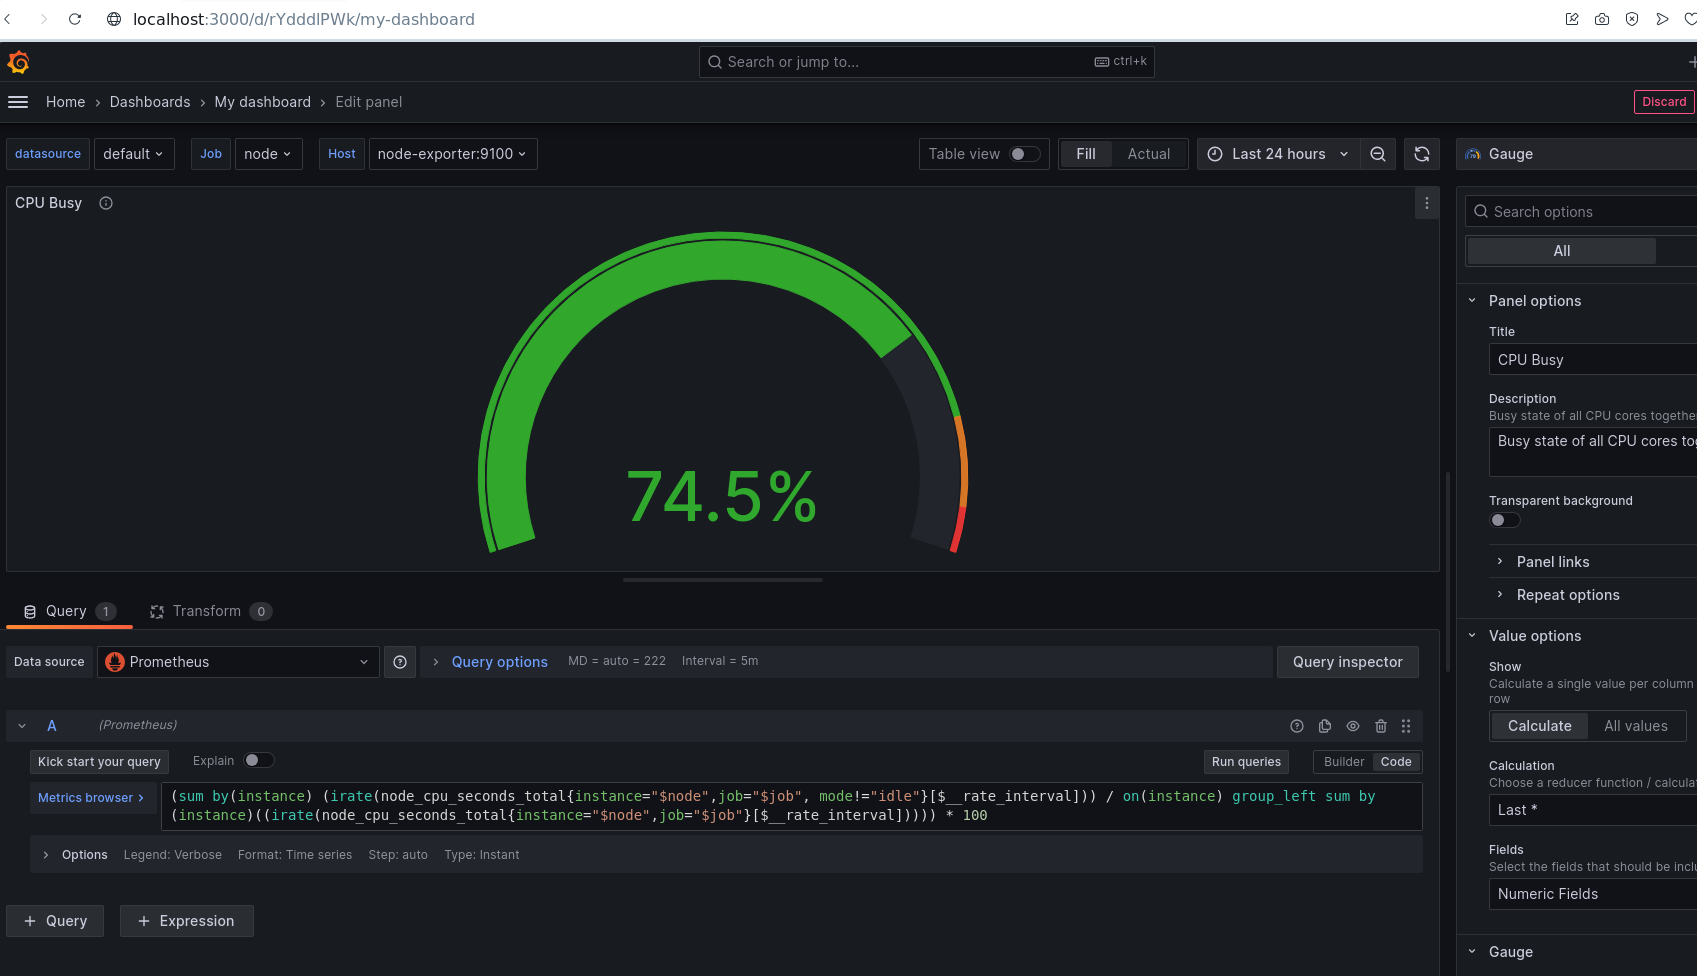 localhost:3000/d/rYdddlPWk/my-dashboard
Search or jump to...
ctrl+k
Home › Dashboards › My dashboard › Edit panel
Discard
datasource default Job node Host node-exporter:9100
Table view Fill Actual Last 24 hours
Gauge
CPU Busy
74.5%
Query 1 Transform 0
Data source Prometheus Query options MD = auto = 222 Interval = 5m Query inspector
A (Prometheus)
Kick start your query Explain Run queries Builder Code
Metrics browser >
(sum by(instance) (irate(node_cpu_seconds_total{instance="$node",job="$job", mode!="idle"}[$__rate_interval])) / on(instance) group_left sum by
(instance)((irate(node_cpu_seconds_total{instance="$node",job="$job"}[$__rate_interval])))) * 100
Options Legend: Verbose Format: Time series Step: auto Type: Instant
+ Query + Expression
Search options
All
Panel options
Title
CPU Busy
Description
Busy state of all CPU cores together
Busy state of all CPU cores tog
Transparent background
Panel links
Repeat options
Value options
Show
Calculate a single value per column
row
Calculate All values
Calculation
Choose a reducer function / calculat
Last *
Fields
Select the fields that should be inclu
Numeric Fields
Gauge